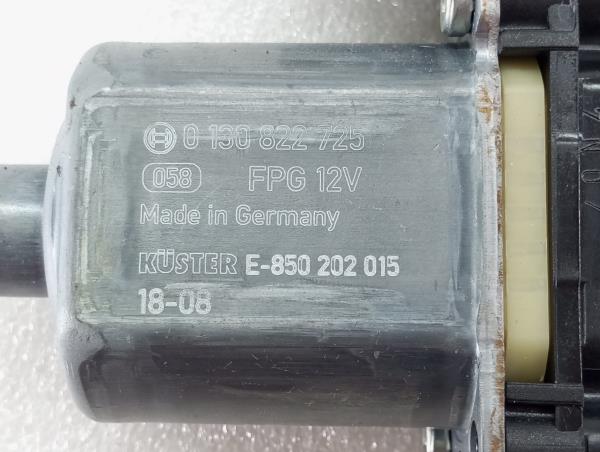 0 130 822 725
058 FPG 12V
Made in Germany
KÜSTER E-850 202 015
18-08